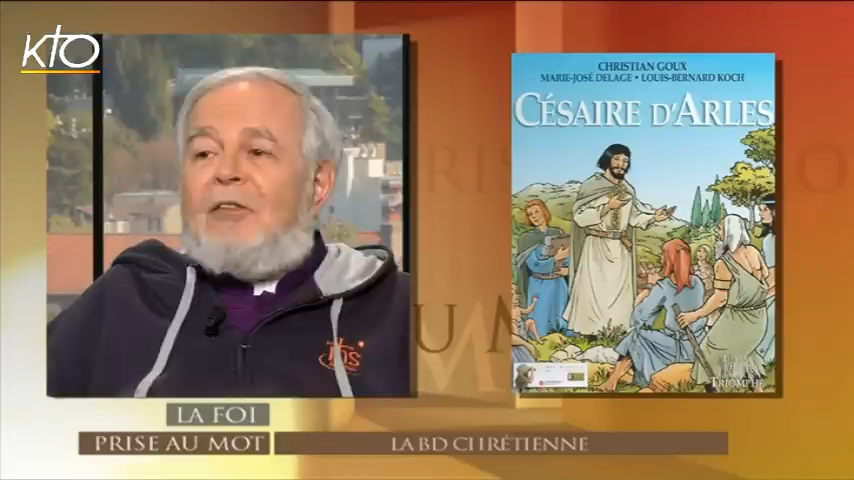 KTO
CHRISTIAN GOUX
MARIE-JOSÉ DELAGE • LOUIS-BERNARD KOCH
CÉSAIRE D'ARLES
ihs
TRIOMPHE
LA FOI
PRISE AU MOT
LA BD CHRÉTIENNE